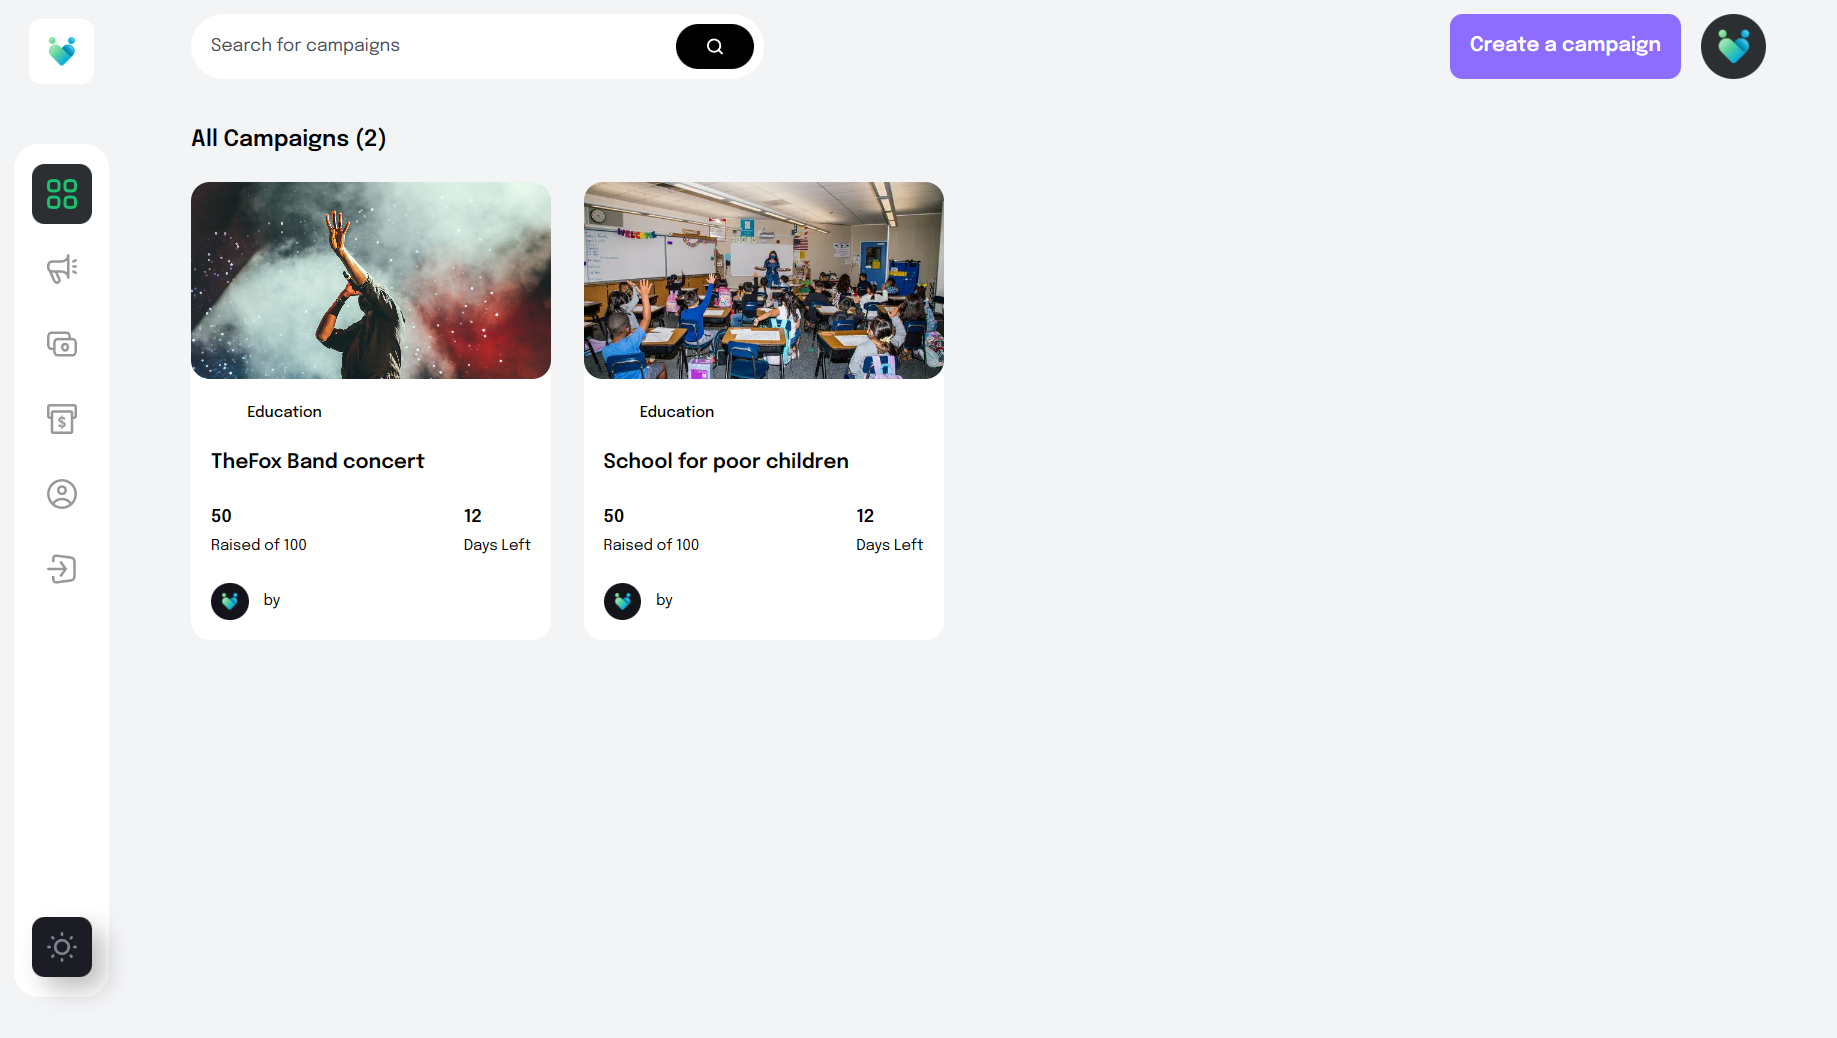 Search for campaigns
Create a campaign
All Campaigns (2)
WELCOME
Education
TheFox Band concert
50
12
Raised of 100
Days Left
by
Education
School for poor children
50
12
Raised of 100
Days Left
by